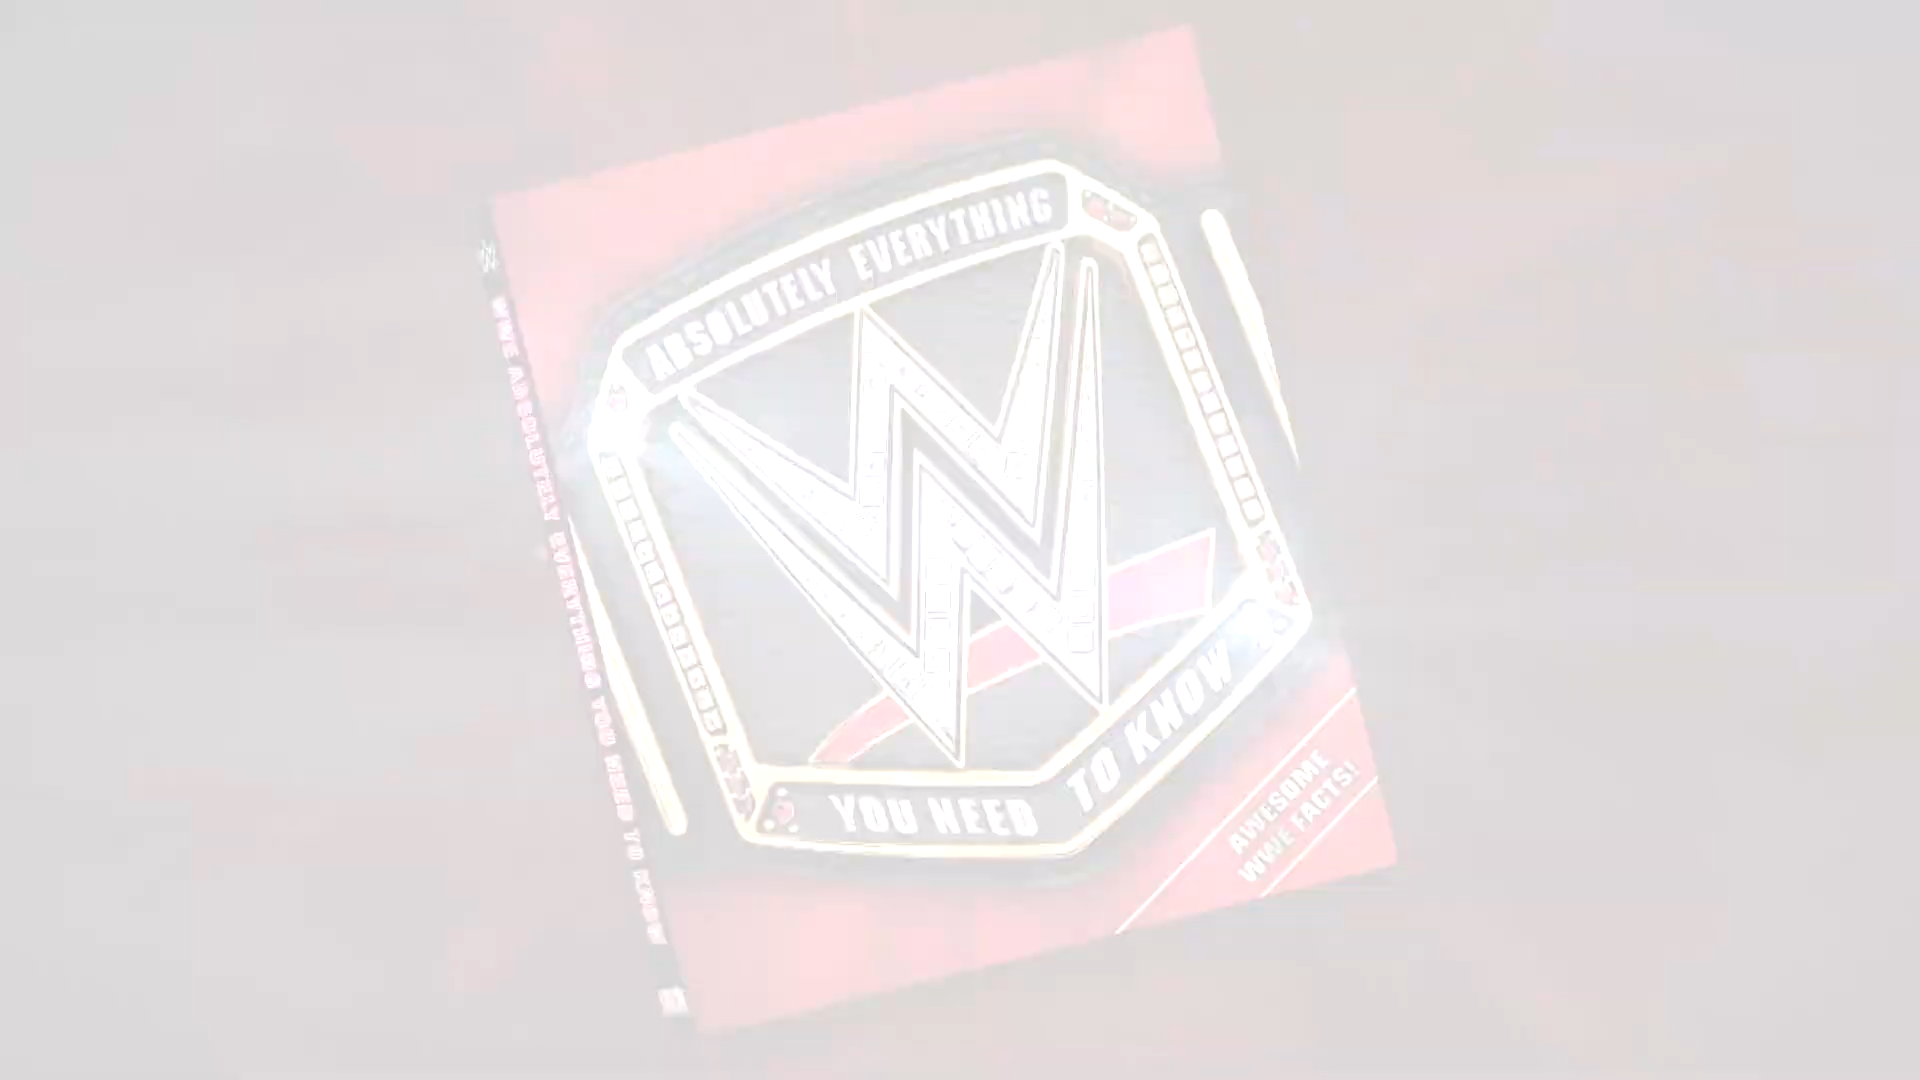 ABSOLUTELY EVERYTHING
YOU NEED TO KNOW
AWESOME
WWE FACTS!
WWE ABSOLUTELY EVERYTHING YOU NEED TO KNOW